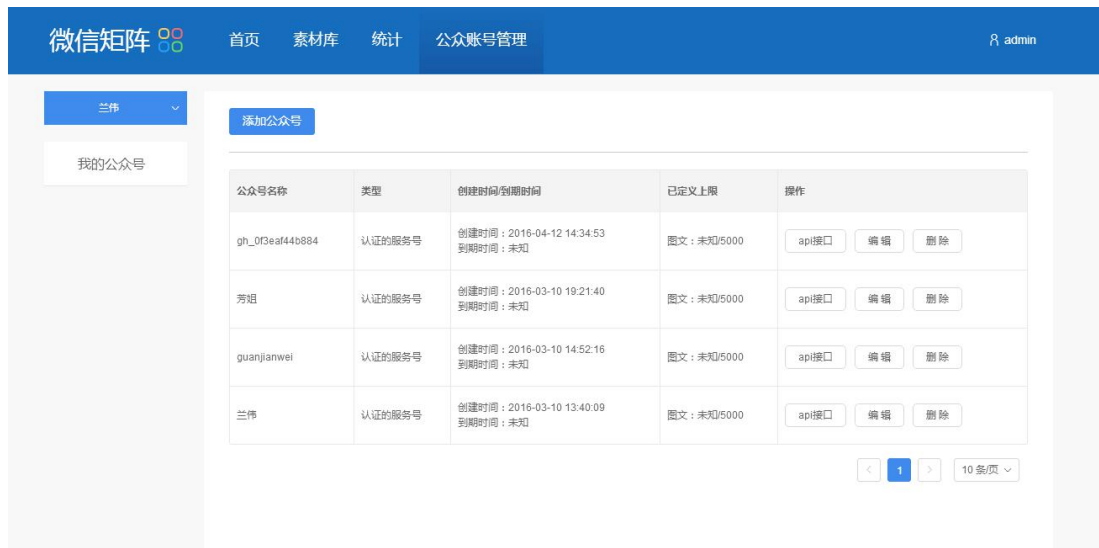 微信矩阵 首页 素材库 统计 公众账号管理 admin
兰伟
我的公众号
添加公众号
公众号名称 类型 创建时间/到期时间 已定义上限 操作
gh_0f3eaf44b884 认证的服务号 创建时间：2016-04-12 14:34:53 图文：未知/5000 api接口 编辑 删除
到期时间：未知
芳姐 认证的服务号 创建时间：2016-03-10 19:21:40 图文：未知/5000 api接口 编辑 删除
到期时间：未知
guanjianwei 认证的服务号 创建时间：2016-03-10 14:52:16 图文：未知/5000 api接口 编辑 删除
到期时间：未知
兰伟 认证的服务号 创建时间：2016-03-10 13:40:09 图文：未知/5000 api接口 编辑 删除
到期时间：未知
1 10 条/页